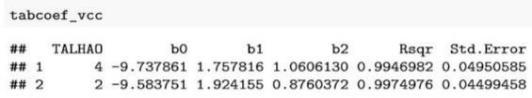 tabcoef_vcc
## TALHAO b0 b1 b2 Rsqr Std.Error
## 1 4 -9.737861 1.757816 1.0606130 0.9946982 0.04950585
## 2 2 -9.583751 1.924155 0.8760372 0.9974976 0.04499458